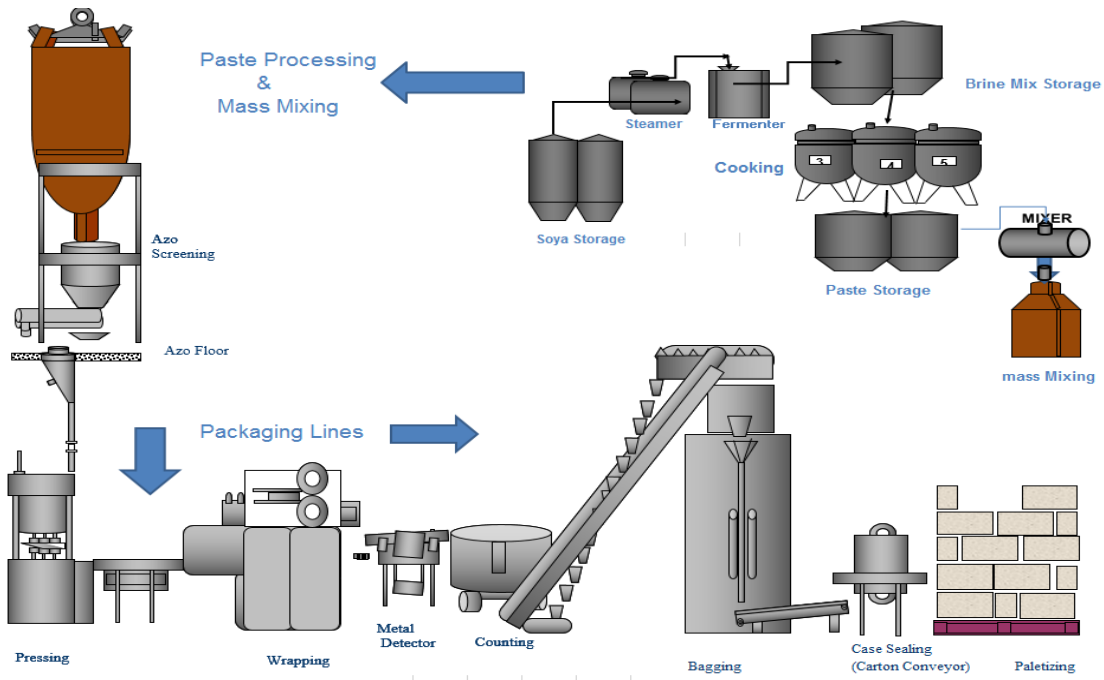 Paste Processing
&
Mass Mixing
Steamer
Fermenter
Brine Mix Storage
Cooking
3
4
5
Soya Storage
MIXER
Paste Storage
mass Mixing
Azo
Screening
Azo Floor
Packaging Lines
Pressing
Wrapping
Metal
Detector
Counting
Bagging
Case Sealing
(Carton Conveyor)
Paletizing